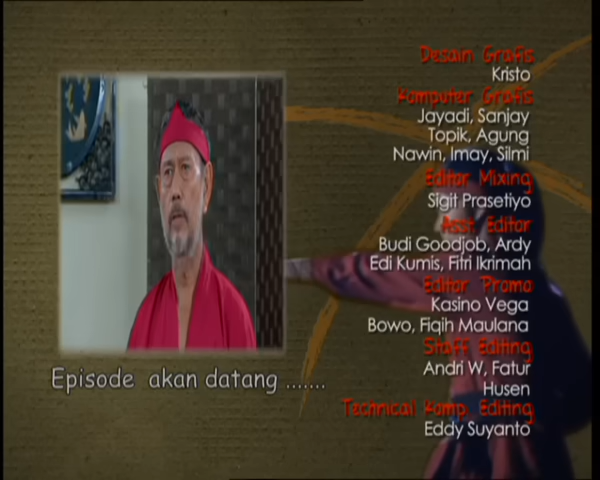 Desain Grafis
Kristo
Komputer Grafis
Jayadi, Sanjay
Topik, Agung
Nawin, Imay, Silmi
Editor Mixing
Sigit Prasetiyo
Asst Editor
Budi Goodjob, Ardy
Edi Kumis, Fitri Ikrimah
Editor Promo
Kasino Vega
Bowo, Fiqih Maulana
Staff Editing
Andri W, Fatur
Husen
Technical Komp. Editing
Eddy Suyanto
Episode akan datang .......